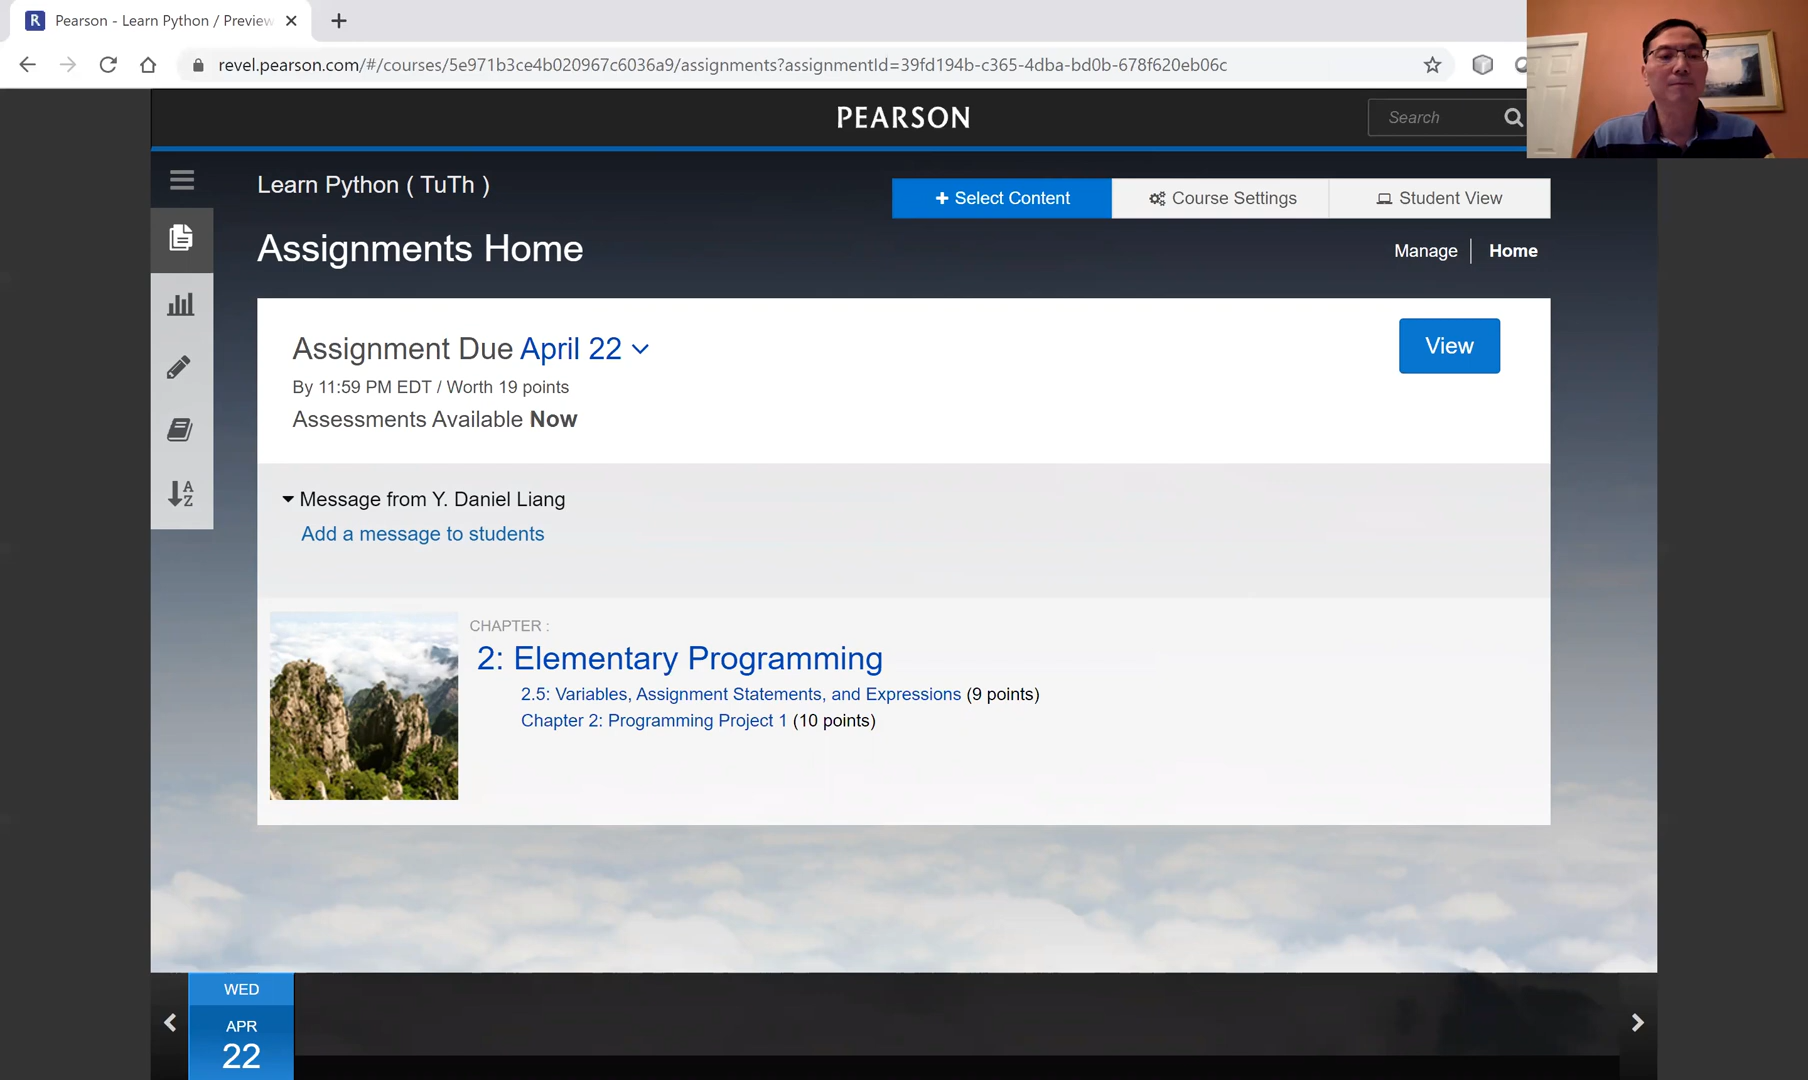 R Pearson - Learn Python / Preview
revel.pearson.com/#/courses/5e971b3ce4b020967c6036a9/assignments?assignmentId=39fd194b-c365-4dba-bd0b-678f620eb06c
PEARSON
Search
Learn Python ( TuTh )
Select Content
Course Settings
Student View
Assignments Home
Manage
Home
Assignment Due April 22
View
By 11:59 PM EDT / Worth 19 points
Assessments Available Now
Message from Y. Daniel Liang
Add a message to students
A
Z
CHAPTER :
2: Elementary Programming
2.5: Variables, Assignment Statements, and Expressions (9 points)
Chapter 2: Programming Project 1 (10 points)
WED
APR
22